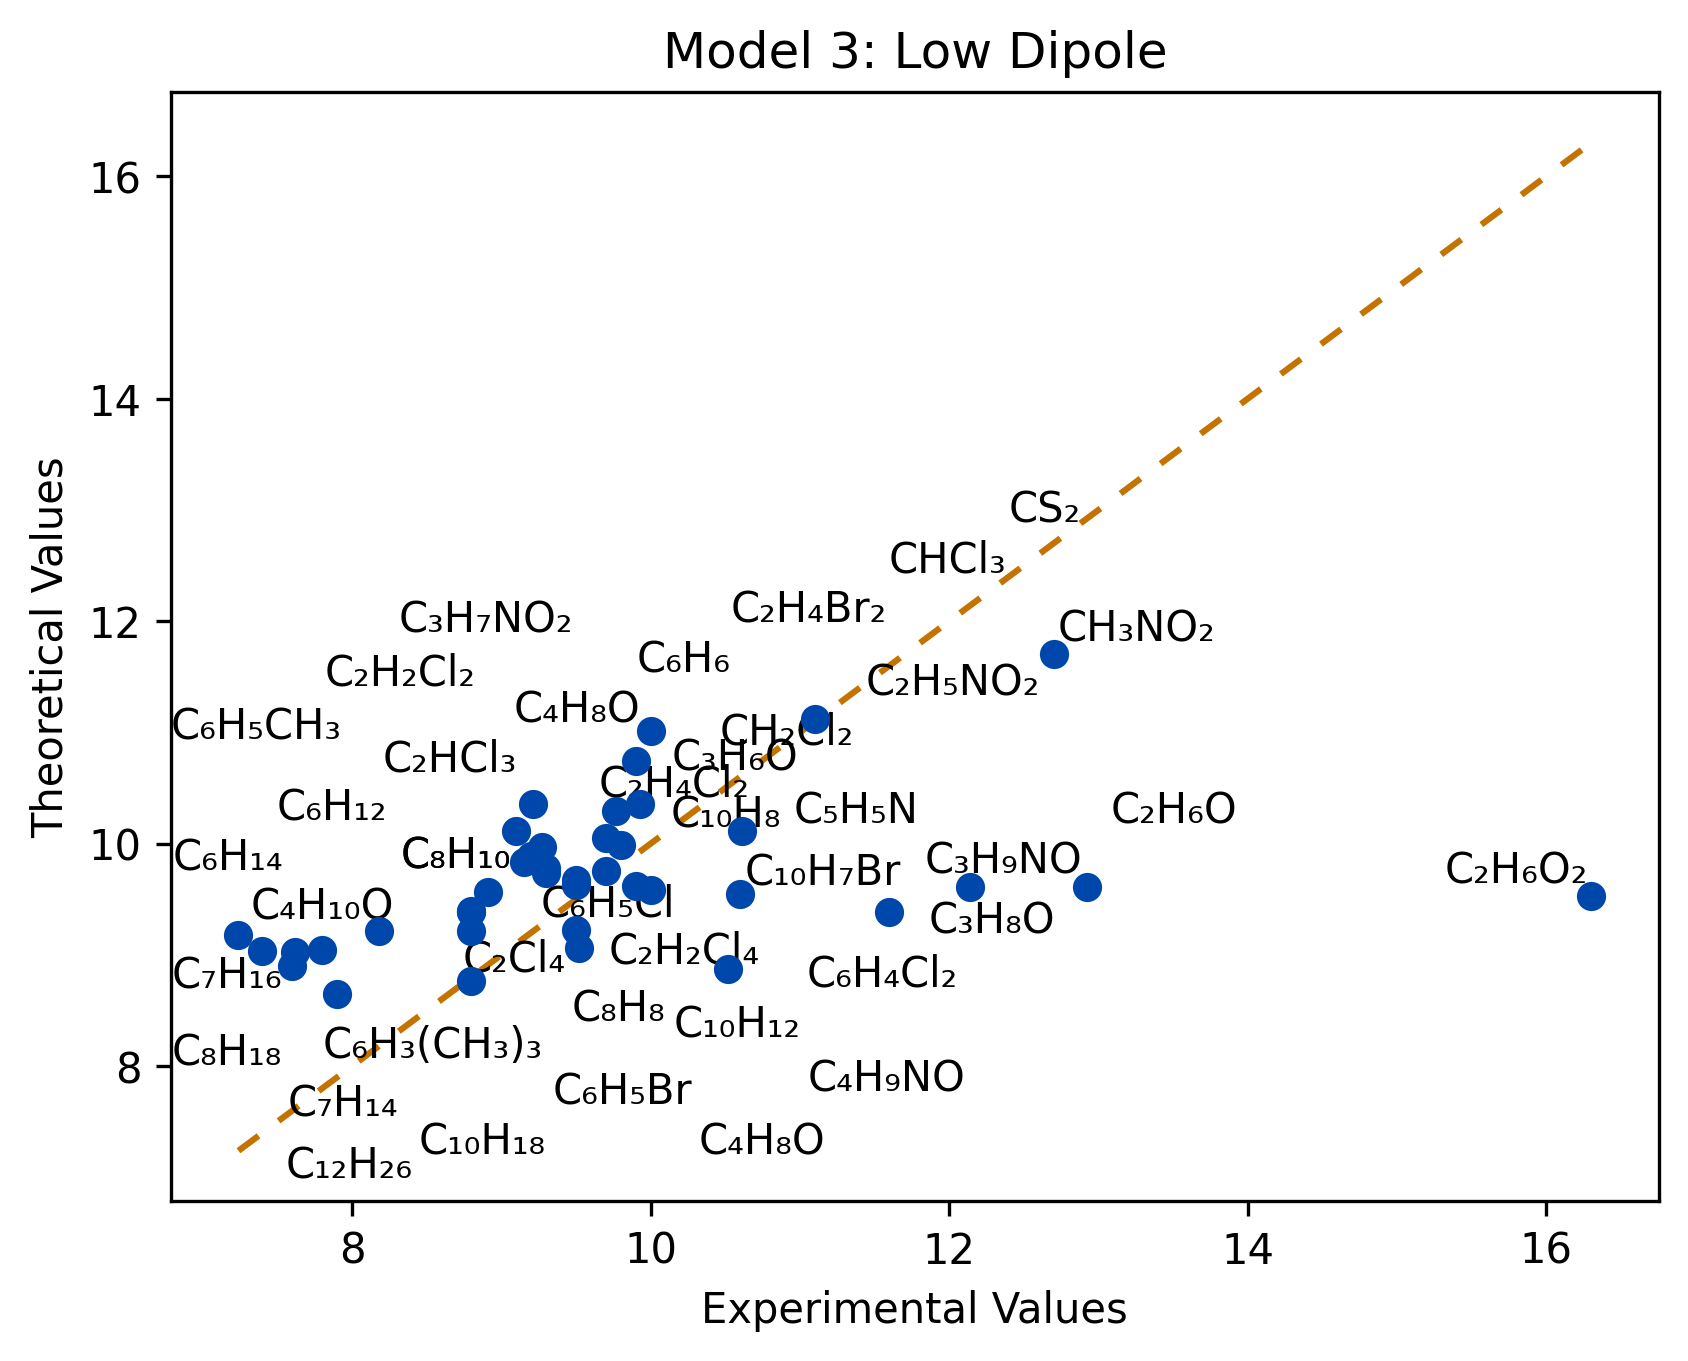 Model 3: Low Dipole
16
14
12
10
8
Theoretical Values
CS₂
CHCl₃
C₃H₇NO₂
C₂H₄Br₂
CH₃NO₂
C₂H₂Cl₂
C₆H₆
C₂H₅NO₂
C₆H₅CH₃
C₄H₈O
CH₂Cl₂
C₂HCl₃
C₃H₆O
C₂H₄Cl₂
C₆H₁₂
C₁₀H₈
C₅H₅N
C₂H₆O
C₆H₁₄
C₈H₁₀
C₁₀H₇Br
C₃H₉NO
C₂H₆O₂
C₄H₁₀O
C₆H₅Cl
C₃H₈O
C₇H₁₆
C₂Cl₄
C₂H₂Cl₄
C₆H₄Cl₂
C₈H₈
C₁₀H₁₂
C₈H₁₈
C₆H₃(CH₃)₃
C₇H₁₄
C₆H₅Br
C₄H₉NO
C₁₂H₂₆
C₁₀H₁₈
C₄H₈O
8
10
12
14
16
Experimental Values